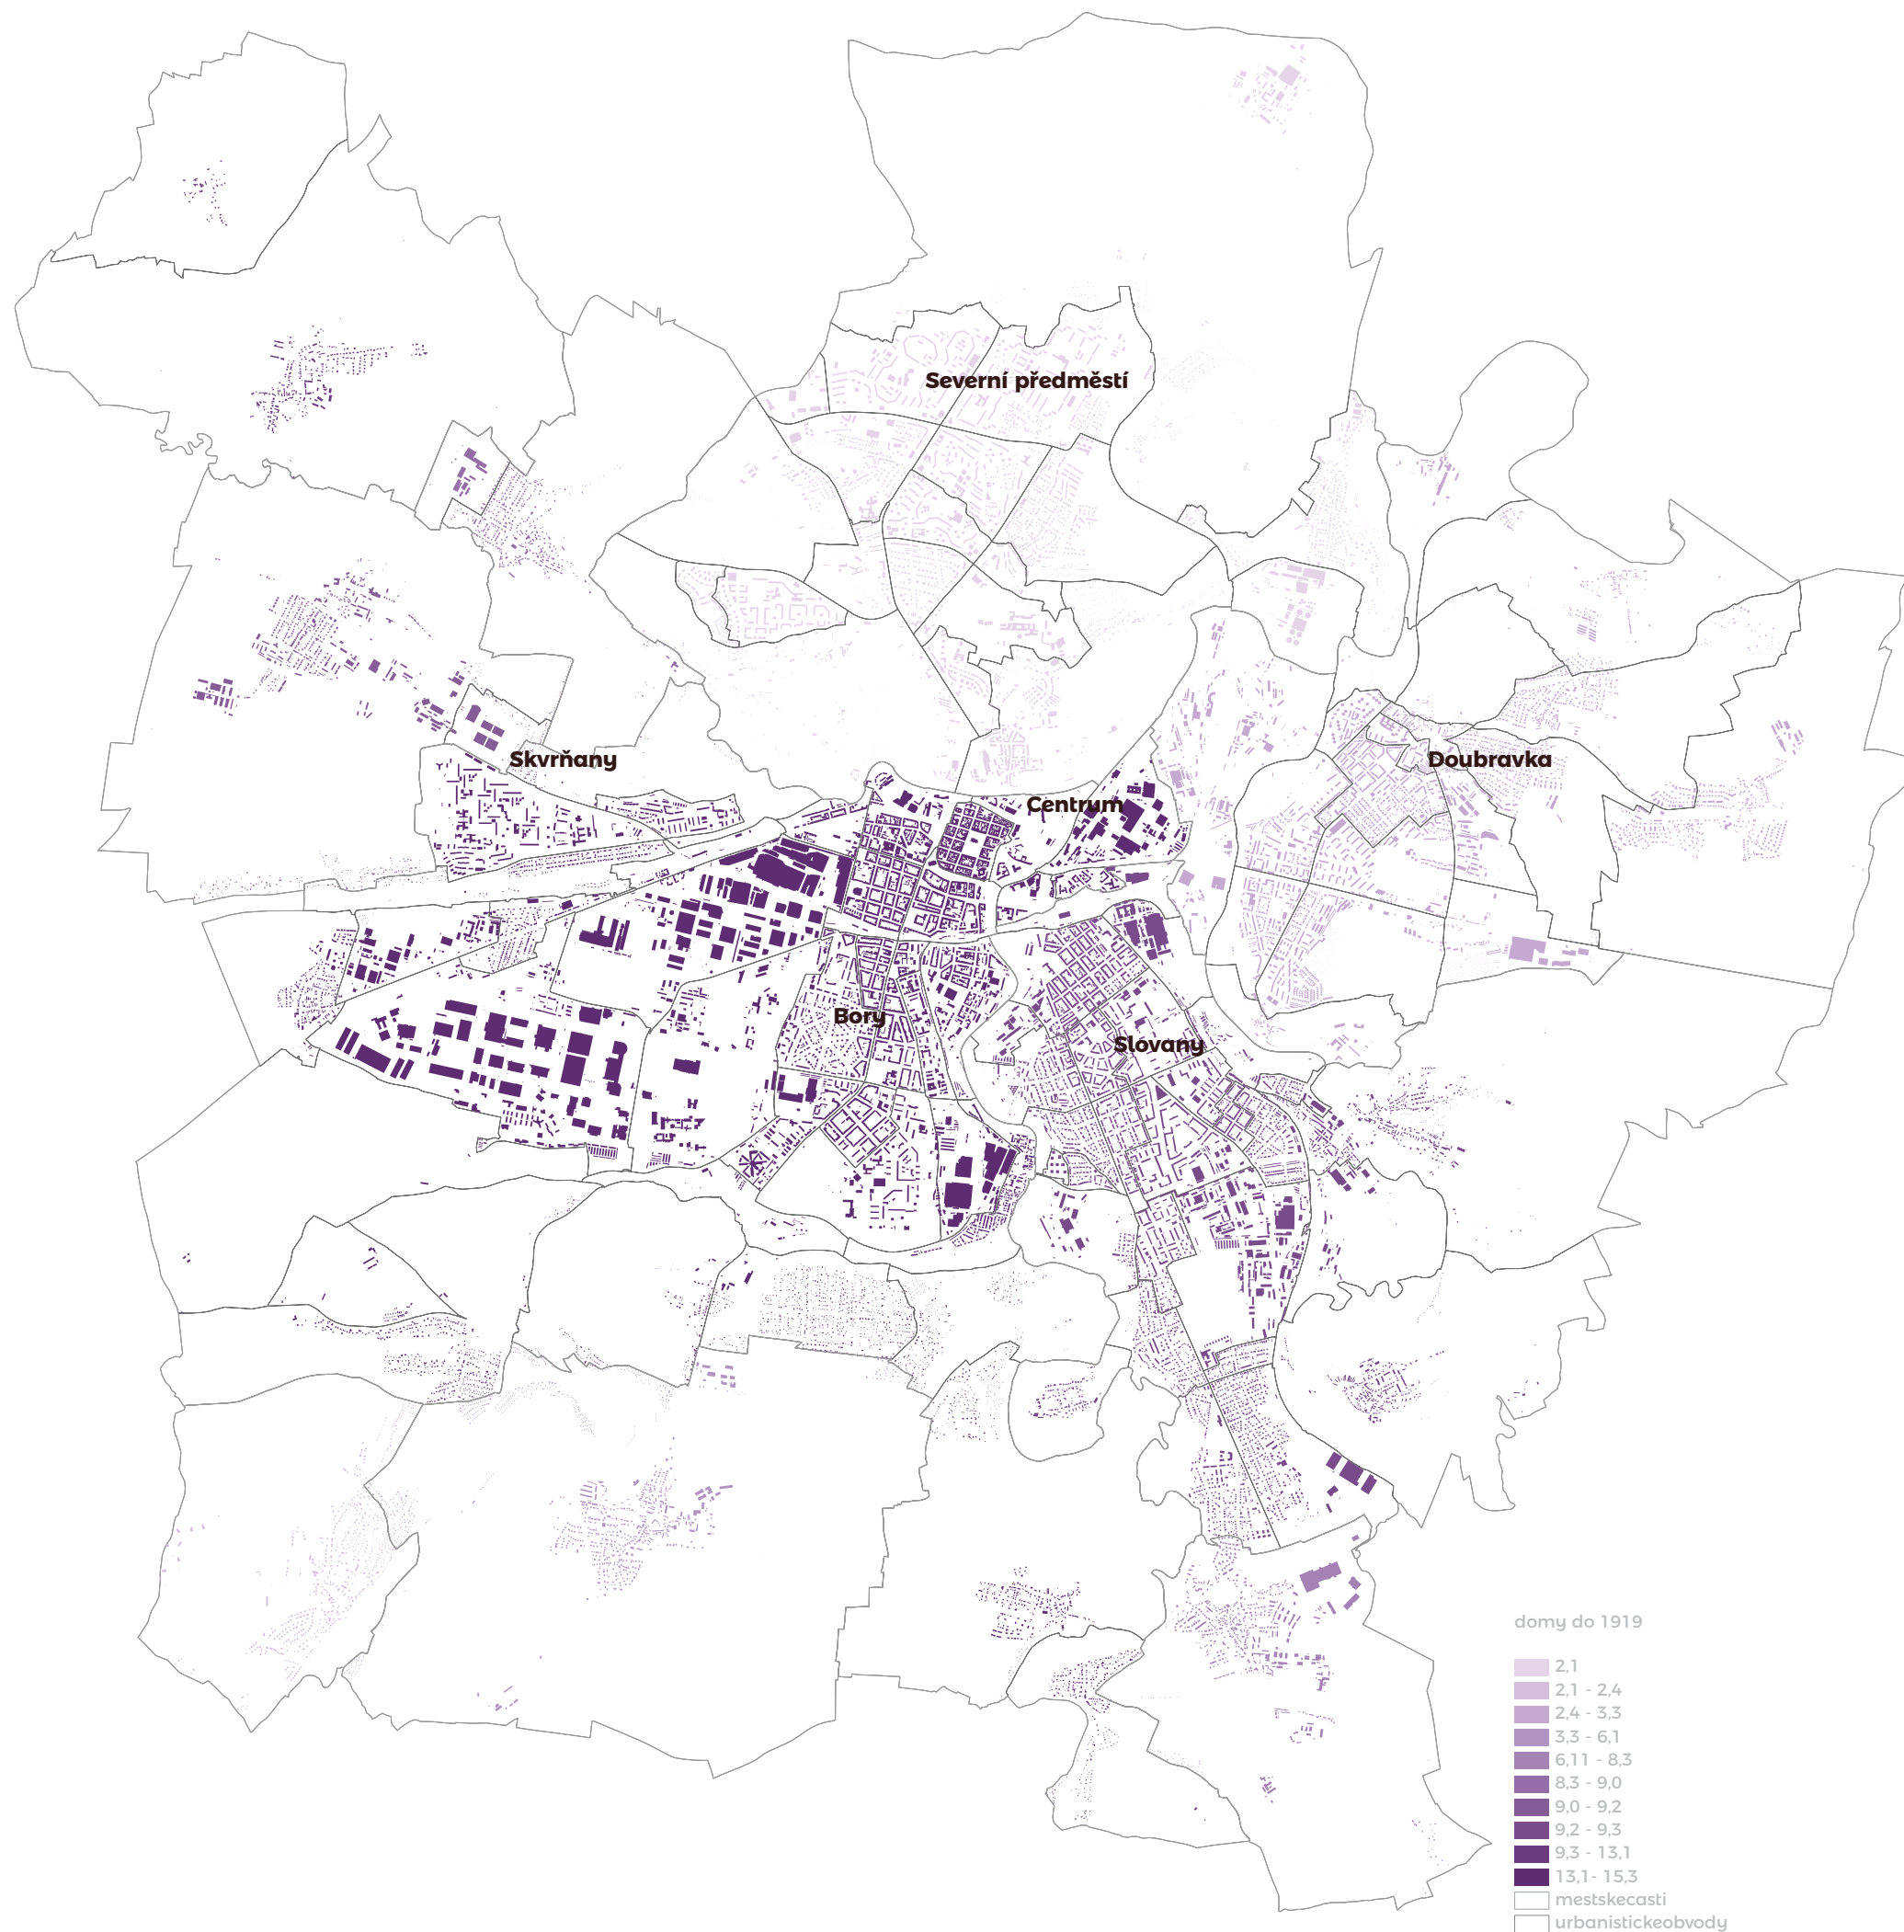 Severní předměstí
Skvrňany
Doubravka
Centrum
Bory
Slovany
domy do 1919
2,1
2,1 - 2,4
2,4 - 3,3
3,3 - 6,1
6,11 - 8,3
8,3 - 9,0
9,0 - 9,2
9,2 - 9,3
9,3 - 13,1
13,1- 15,3
mestskecasti
urbanistickeobvody